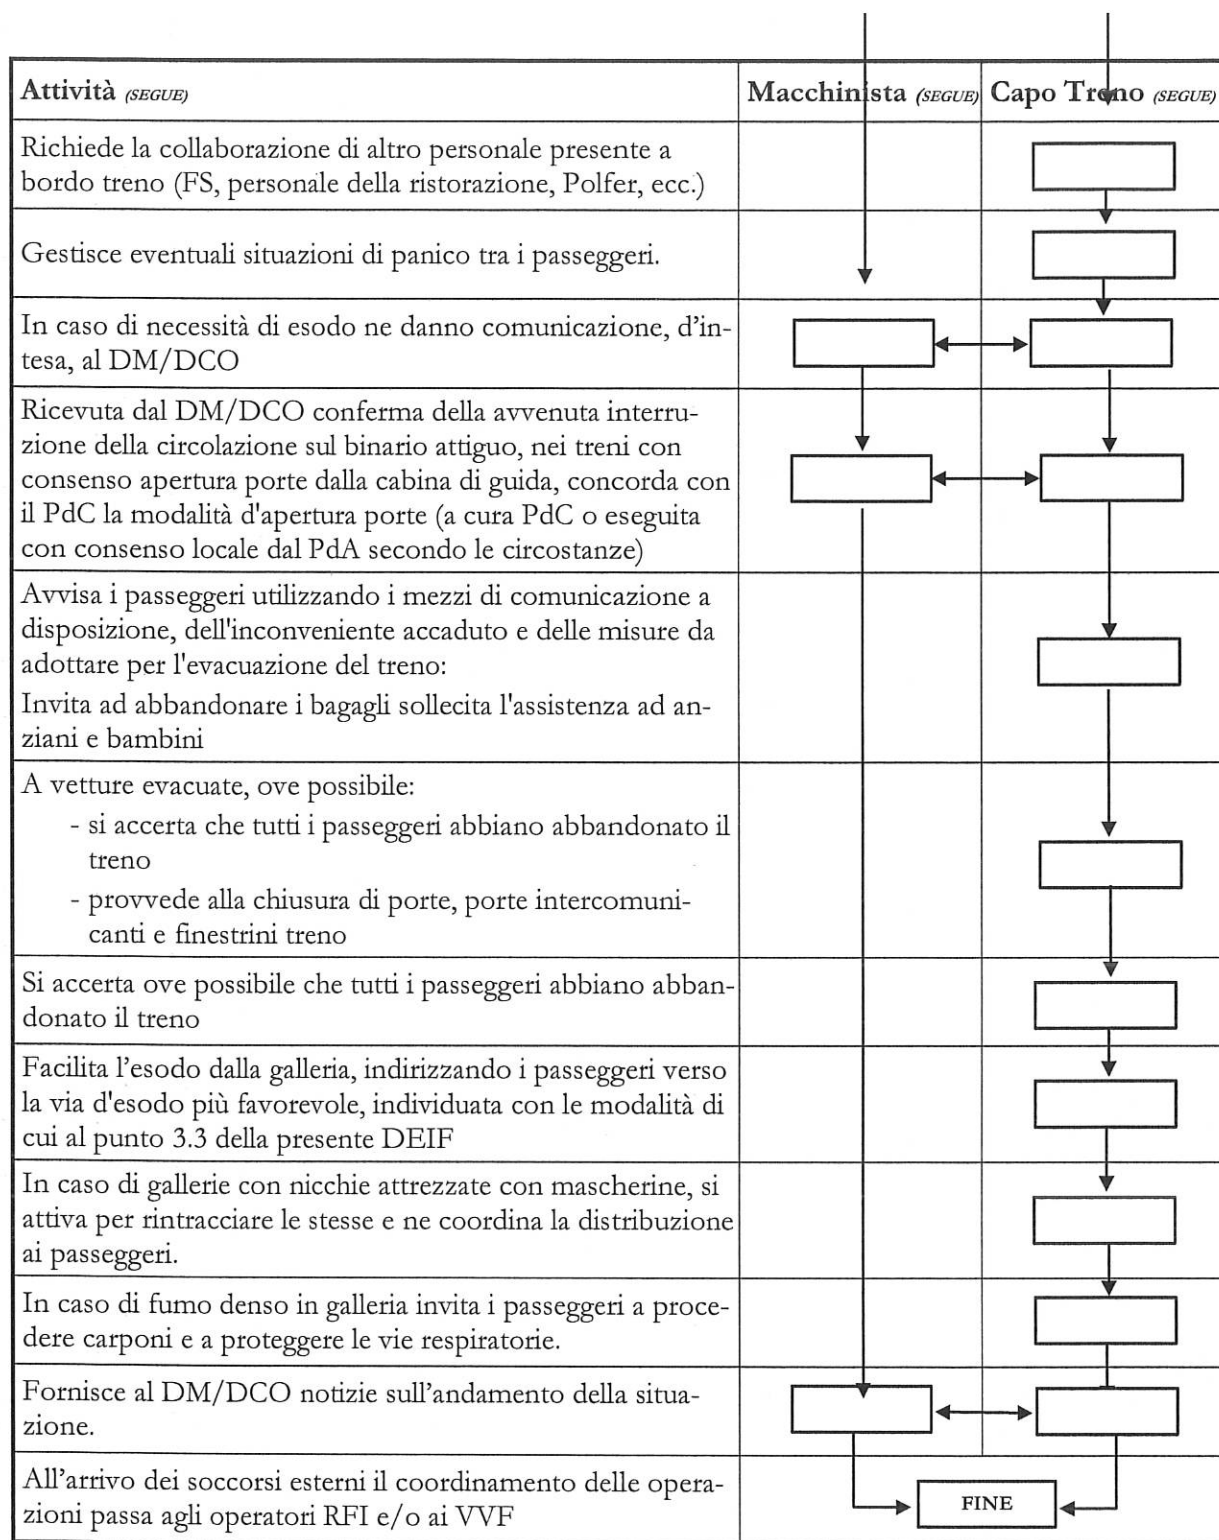 Attività (SEGUE) Macchinista (SEGUE) Capo Treno (SEGUE)
Richiede la collaborazione di altro personale presente a
bordo treno (FS, personale della ristorazione, Polfer, ecc.)
Gestisce eventuali situazioni di panico tra i passeggeri.
In caso di necessità di esodo ne danno comunicazione, d'in-
tesa, al DM/DCO
Ricevuta dal DM/DCO conferma della avvenuta interru-
zione della circolazione sul binario attiguo, nei treni con
consenso apertura porte dalla cabina di guida, concorda con
il PdC la modalità d'apertura porte (a cura PdC o eseguita
con consenso locale dal PdA secondo le circostanze)
Avvisa i passeggeri utilizzando i mezzi di comunicazione a
disposizione, dell'inconveniente accaduto e delle misure da
adottare per l'evacuazione del treno:
Invita ad abbandonare i bagagli sollecita l'assistenza ad an-
ziani e bambini
A vetture evacuate, ove possibile:
- si accerta che tutti i passeggeri abbiano abbandonato il
treno
- provvede alla chiusura di porte, porte intercomuni-
canti e finestrini treno
Si accerta ove possibile che tutti i passeggeri abbiano abban-
donato il treno
Facilita l'esodo dalla galleria, indirizzando i passeggeri verso
la via d'esodo più favorevole, individuata con le modalità di
cui al punto 3.3 della presente DEIF
In caso di gallerie con nicchie attrezzate con mascherine, si
attiva per rintracciare le stesse e ne coordina la distribuzione
ai passeggeri.
In caso di fumo denso in galleria invita i passeggeri a proce-
dere carponi e a proteggere le vie respiratorie.
Fornisce al DM/DCO notizie sull'andamento della situa-
zione.
All'arrivo dei soccorsi esterni il coordinamento delle opera-
zioni passa agli operatori RFI e/o ai VVF
FINE